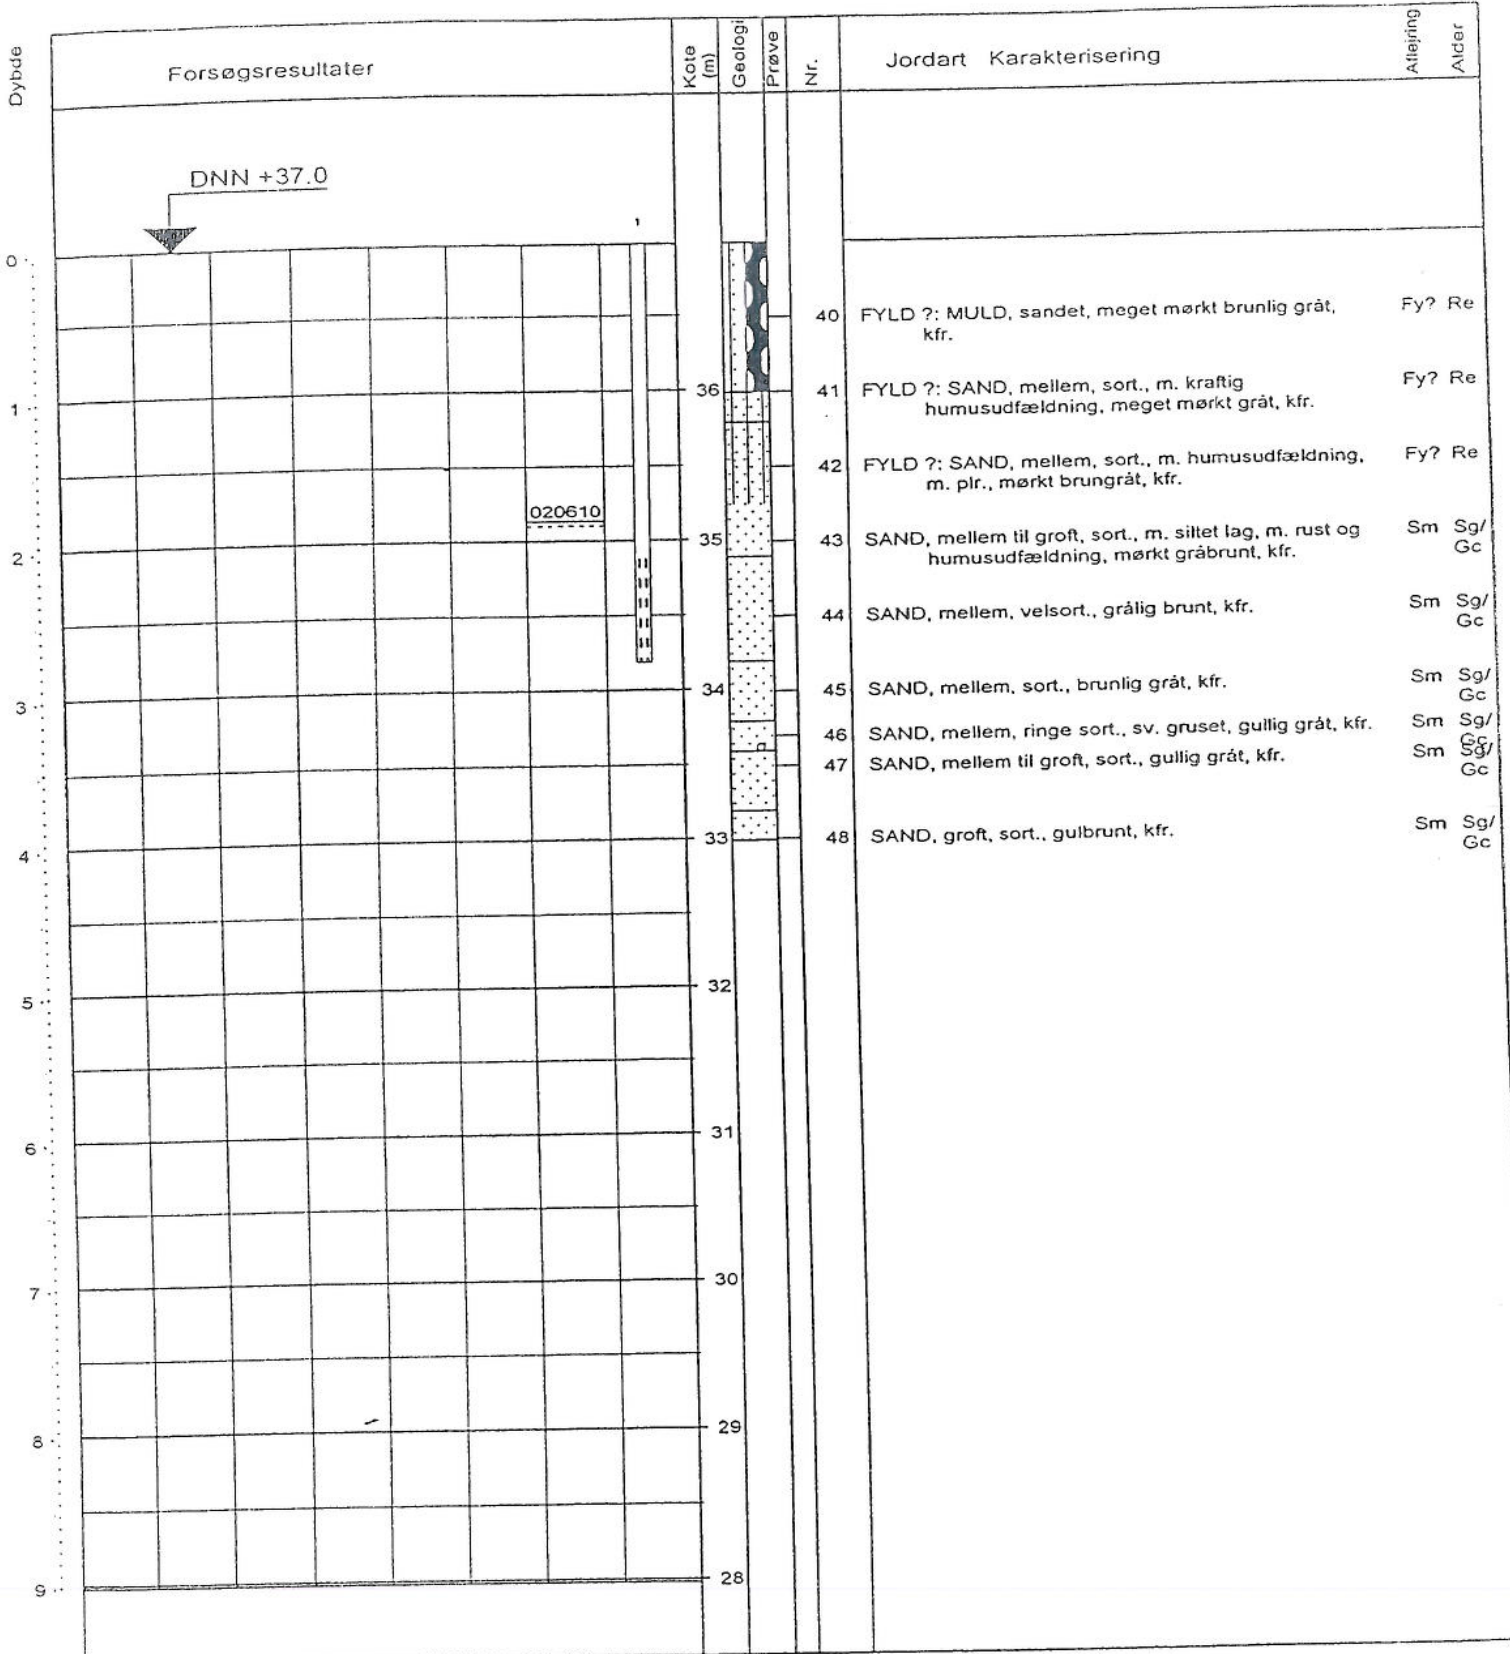 Dybde
Forsøgsresultater
Kote (m)
Geologi
Prøve
Nr.
Jordart Karakterisering
Aflejring
Alder
DNN +37.0
0
1
2
3
4
5
6
7
8
9
020610
36
35
34
33
32
31
30
29
28
40 FYLD ?: MULD, sandet, meget mørkt brunlig gråt, Fy? Re
kfr.
41 FYLD ?: SAND, mellem, sort., m. kraftig Fy? Re
humusudfældning, meget mørkt gråt, kfr.
42 FYLD ?: SAND, mellem, sort., m. humusudfældning, Fy? Re
m. plr., mørkt brungråt, kfr.
43 SAND, mellem til groft, sort., m. siltet lag, m. rust og Sm Sg/
humusudfældning, mørkt gråbrunt, kfr. Gc
44 SAND, mellem, velsort., grålig brunt, kfr. Sm Sg/
Gc
45 SAND, mellem, sort., brunlig gråt, kfr. Sm Sg/
Gc
46 SAND, mellem, ringe sort., sv. gruset, gullig gråt, kfr. Sm Sg/
Gc
47 SAND, mellem til groft, sort., gullig gråt, kfr. Sm Sg/
Gc
48 SAND, groft, sort., gulbrunt, kfr. Sm Sg/
Gc